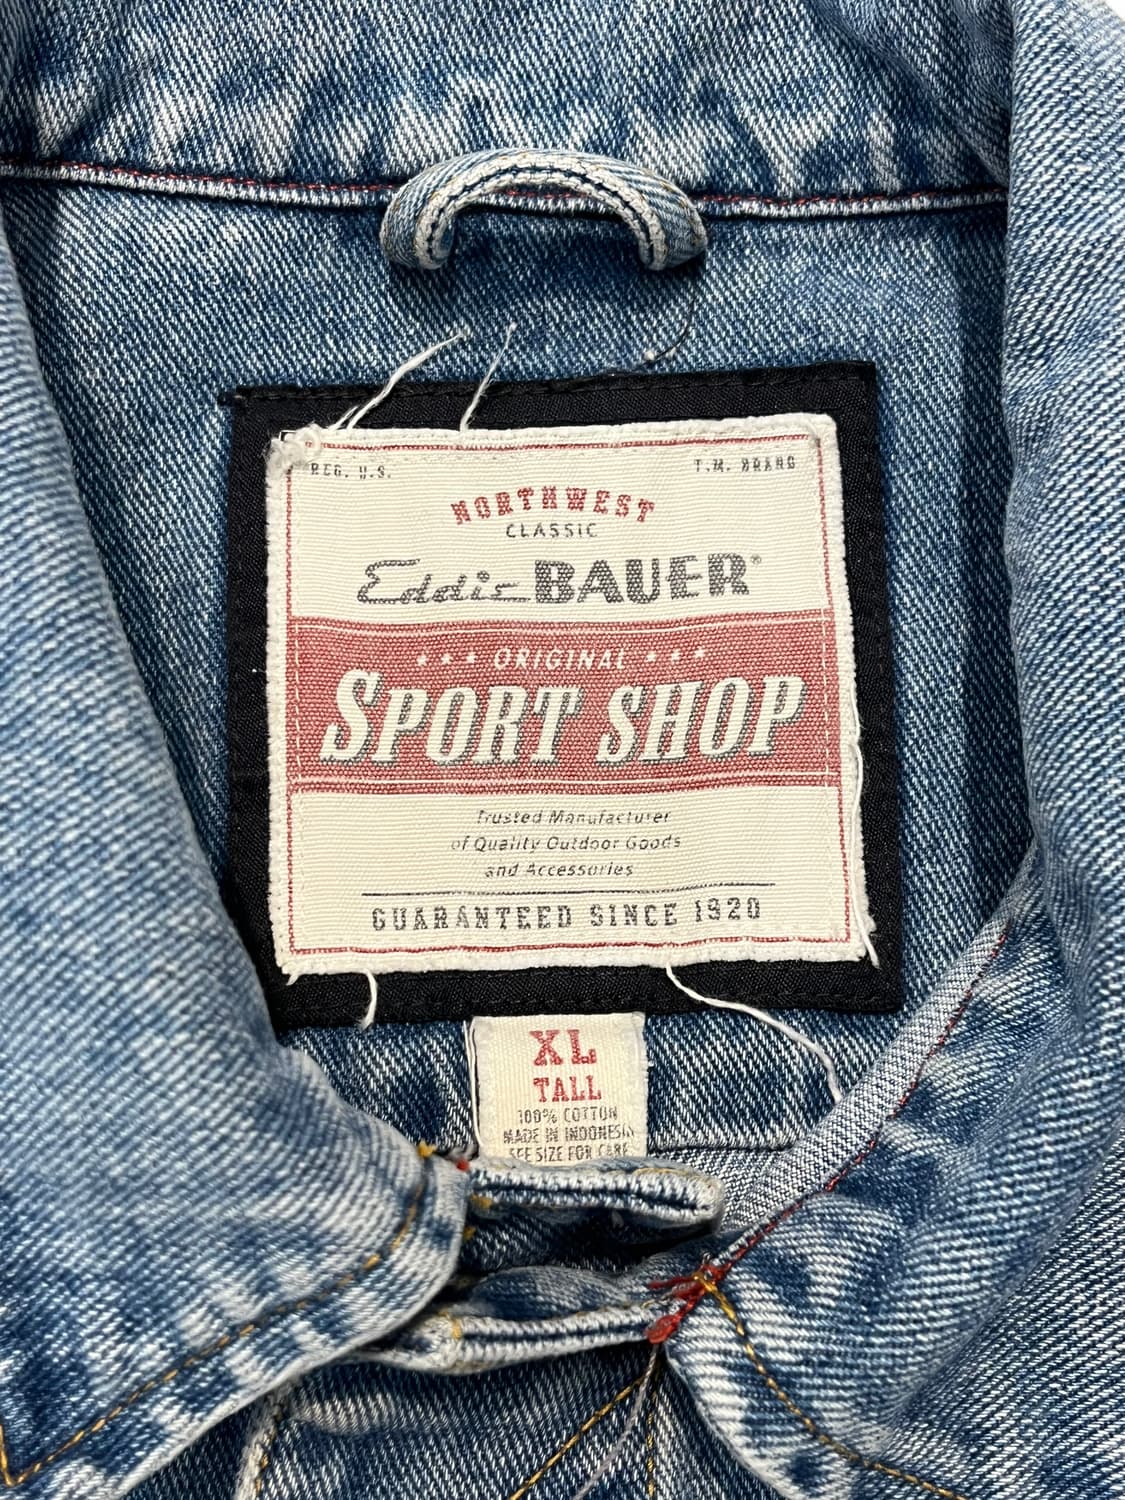 REG. U.S. T.M. BRAND
NORTHWEST
CLASSIC
Eddie BAUER®
ORIGINAL
SPORT SHOP
Trusted Manufacturer
of Quality Outdoor Goods
and Accessories
GUARANTEED SINCE 1920
XL
TALL
100% COTTON
MADE IN INDONESIA
SEE SIZE FOR CARE